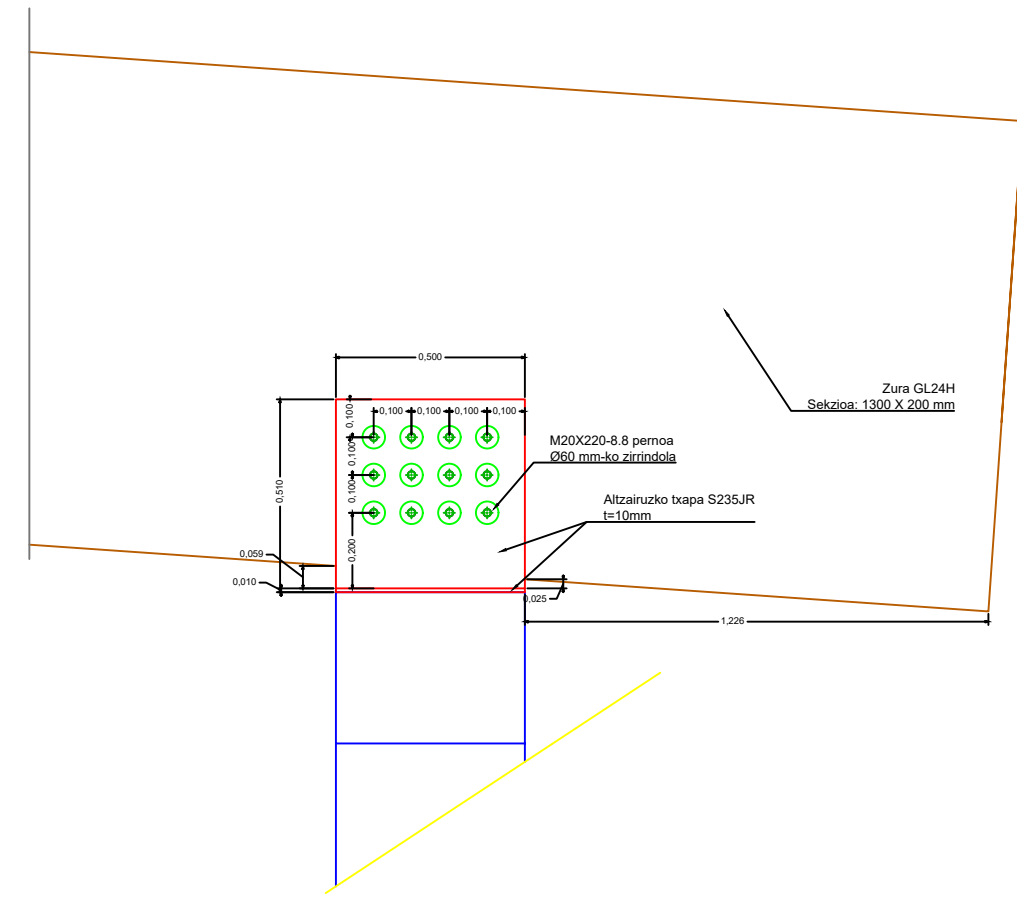 0,500
0,100
0,100
0,100
0,100
0,100
0,100
0,100
0,510
0,200
0,059
0,010
0,025
1,226
Zura GL24H
Sekzioa: 1300 X 200 mm
M20X220-8.8 pernoa
Ø60 mm-ko zirrindola
Altzairuzko txapa S235JR
t=10mm